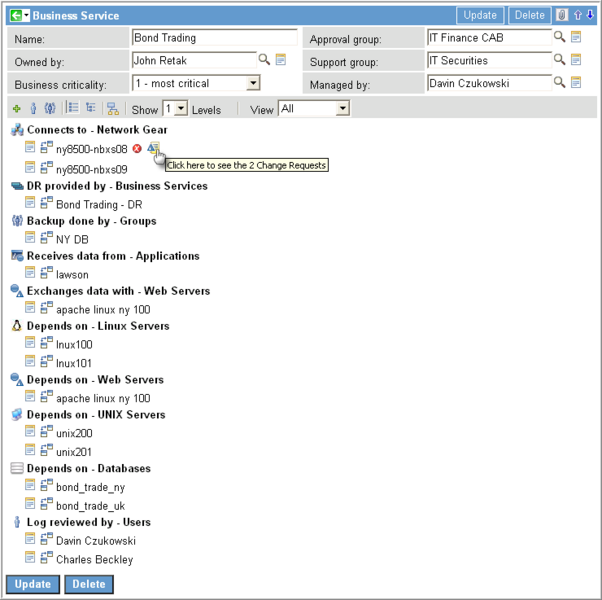 Business Service Update Delete
Name: Bond Trading Approval group: IT Finance CAB
Owned by: John Retak Support group: IT Securities
Business criticality: 1 - most critical Managed by: Davin Czukowski
Show 1 Levels View All
Connects to - Network Gear
ny8500-nbxs08
Click here to see the 2 Change Requests
ny8500-nbxs09
DR provided by - Business Services
Bond Trading - DR
Backup done by - Groups
NY DB
Receives data from - Applications
lawson
Exchanges data with - Web Servers
apache linux ny 100
Depends on - Linux Servers
lnux100
lnux101
Depends on - Web Servers
apache linux ny 100
Depends on - UNIX Servers
unix200
unix201
Depends on - Databases
bond_trade_ny
bond_trade_uk
Log reviewed by - Users
Davin Czukowski
Charles Beckley
Update Delete